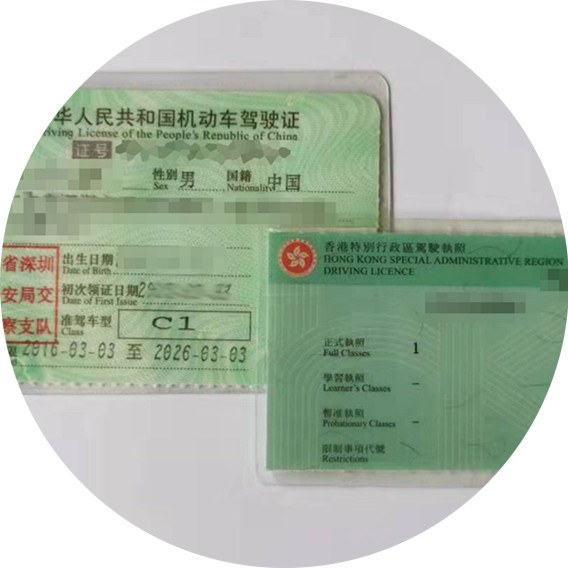 华人民共和国机动车驾驶证
riving License of the People's Republic of China
证号
性别 男 国籍 中国
Sex Nationality
省深圳
安局交
察支队
出生日期
Date of Birth
初次领证日期
Date of First Issue
准驾车型 C1
Class
2016-03-03 至 2026-03-03
香港特別行政區駕駛執照
HONG KONG SPECIAL ADMINISTRATIVE REGION
DRIVING LICENCE
正式執照 1
Full Classes
學習執照 –
Learner's Classes
暫准執照 –
Probationary Classes
限制事項代號
Restrictions